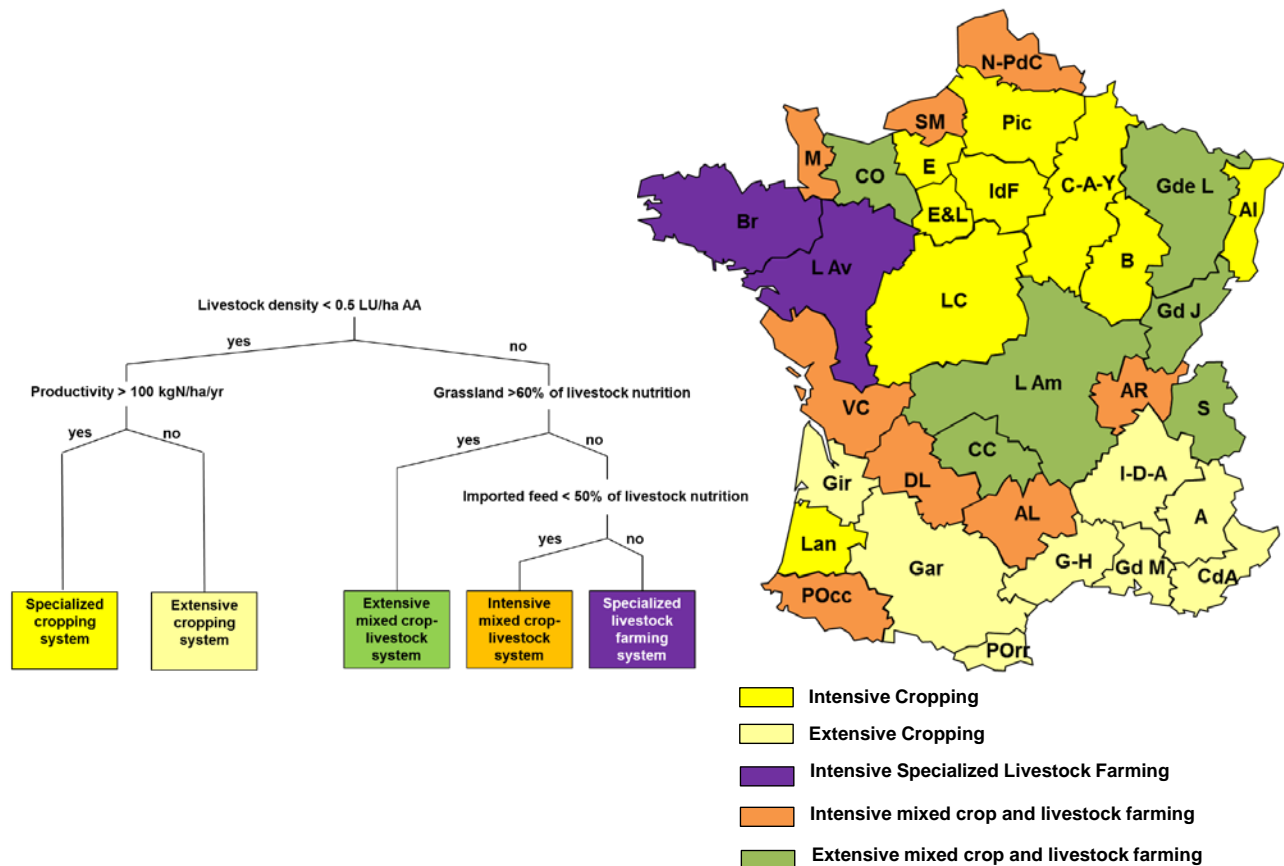 Livestock density < 0.5 LU/ha AA
yes
no
Productivity > 100 kgN/ha/yr
Grassland >60% of livestock nutrition
yes
no
yes
no
Imported feed < 50% of livestock nutrition
yes
no
Specialized
cropping
system
Extensive
cropping
system
Extensive
mixed crop-
livestock
system
Intensive
mixed crop-
livestock
system
Specialized
livestock
farming
system
N-PdC
SM
Pic
M
CO
E
IdF
C-A-Y
Gde L
Al
Br
E&L
L Av
B
LC
Gd J
L Am
AR
S
VC
CC
I-D-A
Gir
DL
AL
A
Lan
Gar
G-H
Gd M
CdA
POcc
POrr
Intensive Cropping
Extensive Cropping
Intensive Specialized Livestock Farming
Intensive mixed crop and livestock farming
Extensive mixed crop and livestock farming